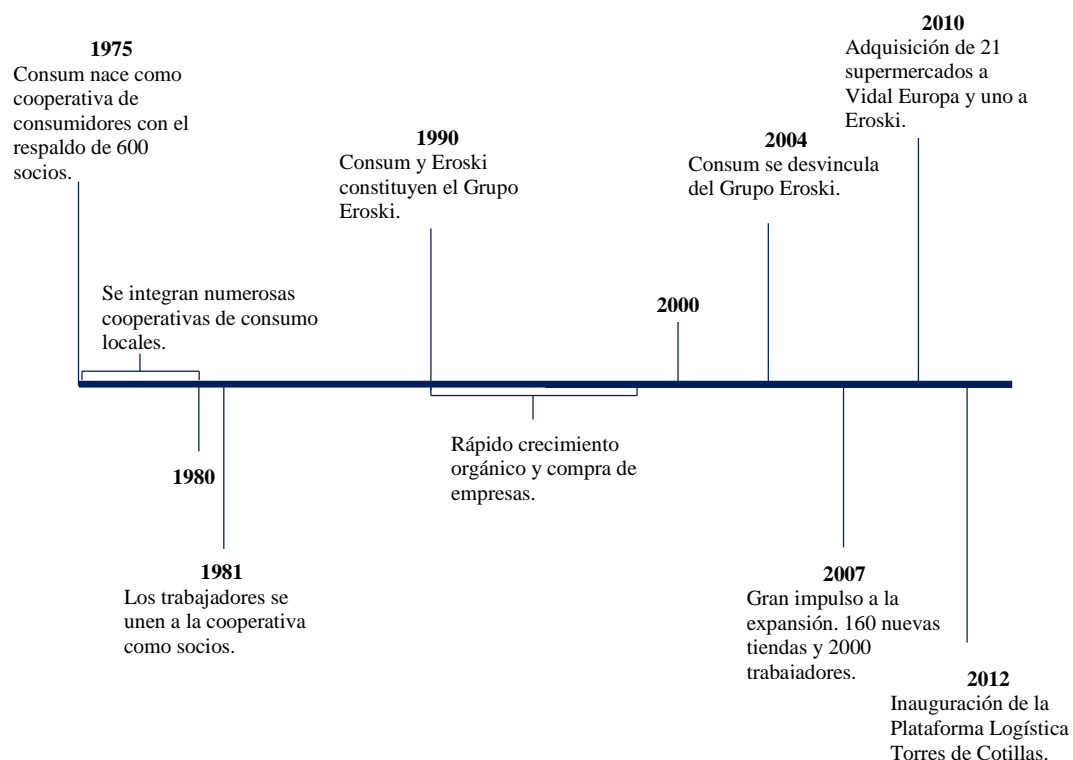 1975
Consum nace como
cooperativa de
consumidores con el
respaldo de 600
socios.
Se integran numerosas
cooperativas de consumo
locales.
1980
1981
Los trabajadores se
unen a la cooperativa
como socios.
1990
Consum y Eroski
constituyen el Grupo
Eroski.
Rápido crecimiento
orgánico y compra de
empresas.
2000
2004
Consum se desvincula
del Grupo Eroski.
2007
Gran impulso a la
expansión. 160 nuevas
tiendas y 2000
trabajadores.
2010
Adquisición de 21
supermercados a
Vidal Europa y uno a
Eroski.
2012
Inauguración de la
Plataforma Logística
Torres de Cotillas.